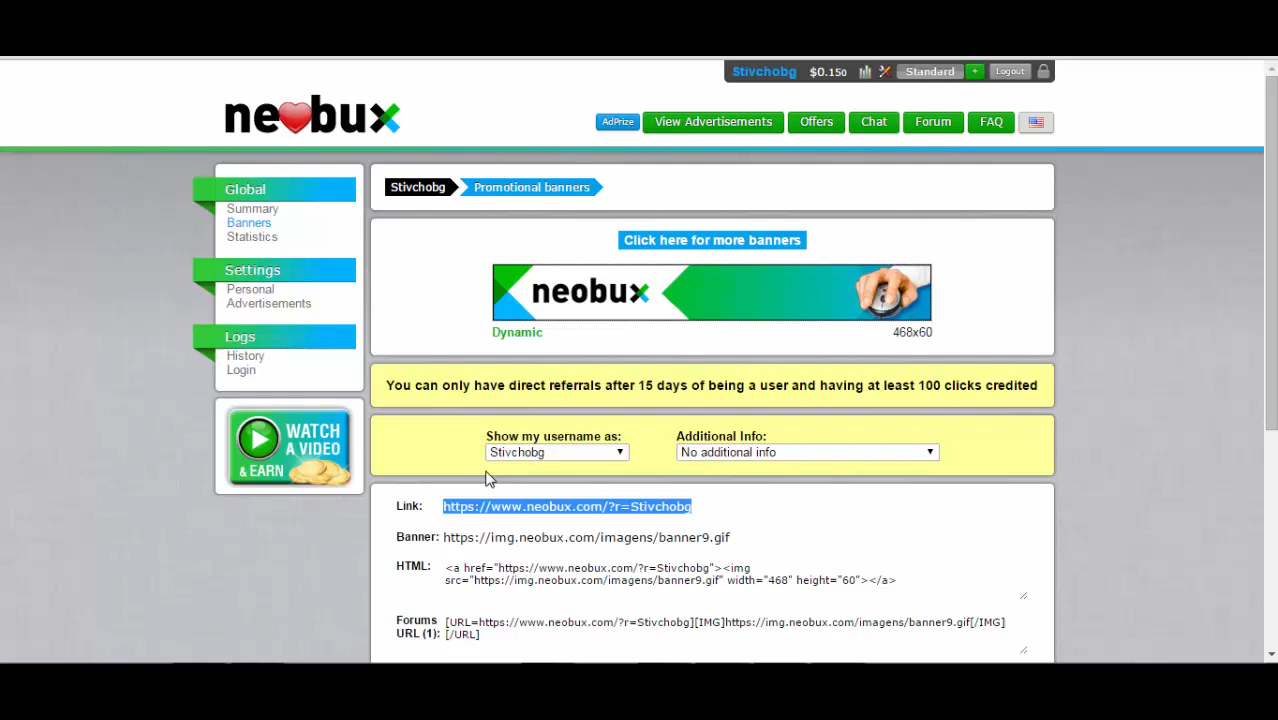 Stivchobg $0.150 Standard + Logout
neobux
AdPrize View Advertisements Offers Chat Forum FAQ
Global
Summary
Banners
Statistics
Settings
Personal
Advertisements
Logs
History
Login
WATCH
A VIDEO
& EARN
Stivchobg Promotional banners
Click here for more banners
neobux
Dynamic 468x60
You can only have direct referrals after 15 days of being a user and having at least 100 clicks credited
Show my username as: Additional Info:
Stivchobg No additional info
Link: https://www.neobux.com/?r=Stivchobg
Banner: https://img.neobux.com/imagens/banner9.gif
HTML: <a href="https://www.neobux.com/?r=Stivchobg"><img
src="https://img.neobux.com/imagens/banner9.gif" width="468" height="60"></a>
Forums [URL=https://www.neobux.com/?r=Stivchobg][IMG]https://img.neobux.com/imagens/banner9.gif[/IMG]
URL (1): [/URL]